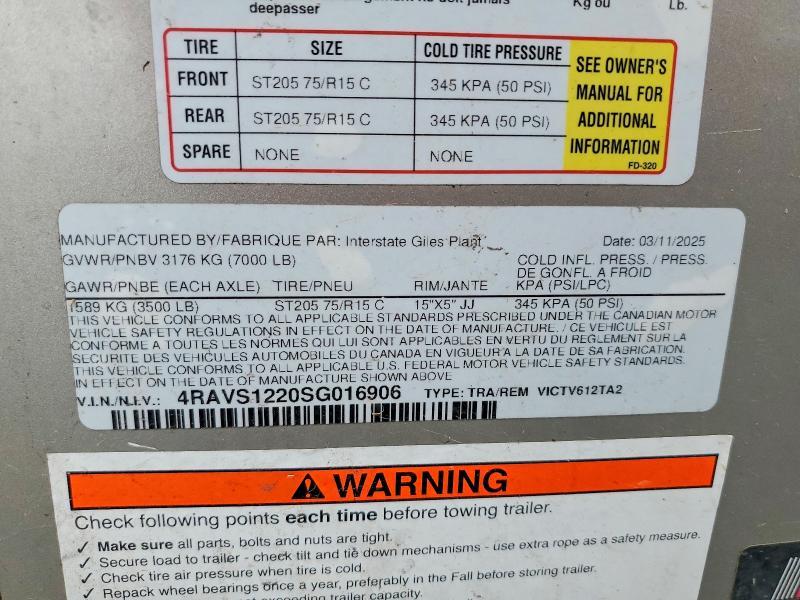 deepasser
Kg ou Lb.
TIRE SIZE COLD TIRE PRESSURE
FRONT ST205 75/R15 C 345 KPA (50 PSI)
REAR ST205 75/R15 C 345 KPA (50 PSI)
SPARE NONE NONE
SEE OWNER'S
MANUAL FOR
ADDITIONAL
INFORMATION
FD-320
MANUFACTURED BY/FABRIQUE PAR: Interstate Giles Plant Date: 03/11/2025
GVWR/PNBV 3176 KG (7000 LB) COLD INFL. PRESS. / PRESS.
DE GONFL. A FROID
GAWR/PNBE (EACH AXLE) TIRE/PNEU RIM/JANTE KPA (PSI/LPC)
1589 KG (3500 LB) ST205 75/R15 C 15"X5" JJ 345 KPA (50 PSI)
THIS VEHICLE CONFORMS TO ALL APPLICABLE STANDARDS PRESCRIBED UNDER THE CANADIAN MOTOR
VEHICLE SAFETY REGULATIONS IN EFFECT ON THE DATE OF MANUFACTURE. / CE VEHICULE EST
CONFORME A TOUTES LES NORMES QUI LUI SONT APPLICABLES EN VERTU DU REGLEMENT SUR LA
SECURITE DES VEHICULES AUTOMOBILES DU CANADA EN VIGUEUR A LA DATE DE SA FABRICATION.
THIS VEHICLE CONFORMS TO ALL APPLICABLE U.S. FEDERAL MOTOR VEHICLE SAFETY STANDARDS.
IN EFFECT ON THE DATE OF MANUFACTURE SHOWN ABOVE
V.I.N./N.I.V.: 4RAVS1220SG016906 TYPE: TRA/REM VICTV612TA2
WARNING
Check following points each time before towing trailer.
✓ Make sure all parts, bolts and nuts are tight.
✓ Secure load to trailer - check tilt and tie down mechanisms - use extra rope as a safety measure.
✓ Check tire air pressure when tire is cold.
✓ Repack wheel bearings once a year, preferably in the Fall before storing trailer.
exceeding trailer capacity.